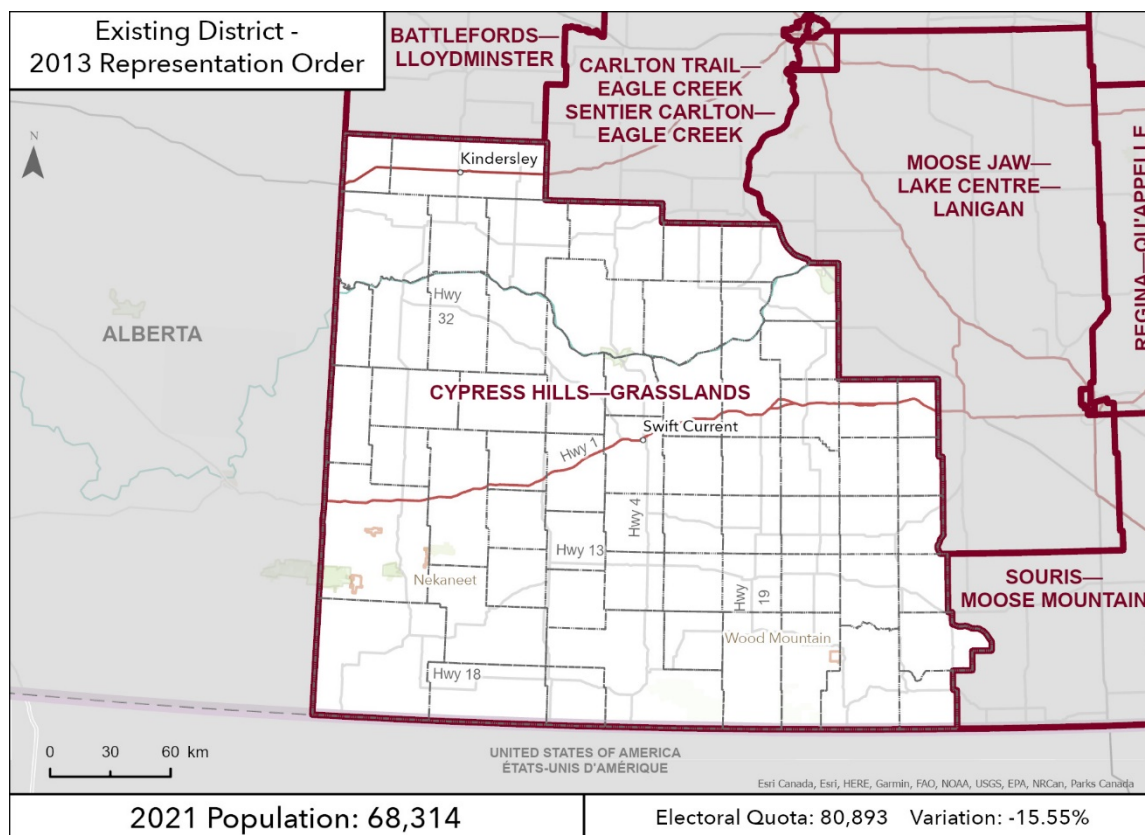 Existing District -
2013 Representation Order
BATTLEFORDS—
LLOYDMINSTER
CARLTON TRAIL—
EAGLE CREEK
SENTIER CARLTON—
EAGLE CREEK
MOOSE JAW—
LAKE CENTRE—
LANIGAN
REGINA—QU'APPELLE
N
Kindersley
ALBERTA
Hwy
32
CYPRESS HILLS—GRASSLANDS
Swift Current
Hwy 1
Hwy 4
Hwy 13
Nekaneet
Hwy
19
SOURIS—
MOOSE MOUNTAIN
Wood Mountain
Hwy 18
0 30 60 km
UNITED STATES OF AMERICA
ÉTATS-UNIS D'AMÉRIQUE
Esri Canada, Esri, HERE, Garmin, FAO, NOAA, USGS, EPA, NRCan, Parks Canada
2021 Population: 68,314
Electoral Quota: 80,893 Variation: -15.55%